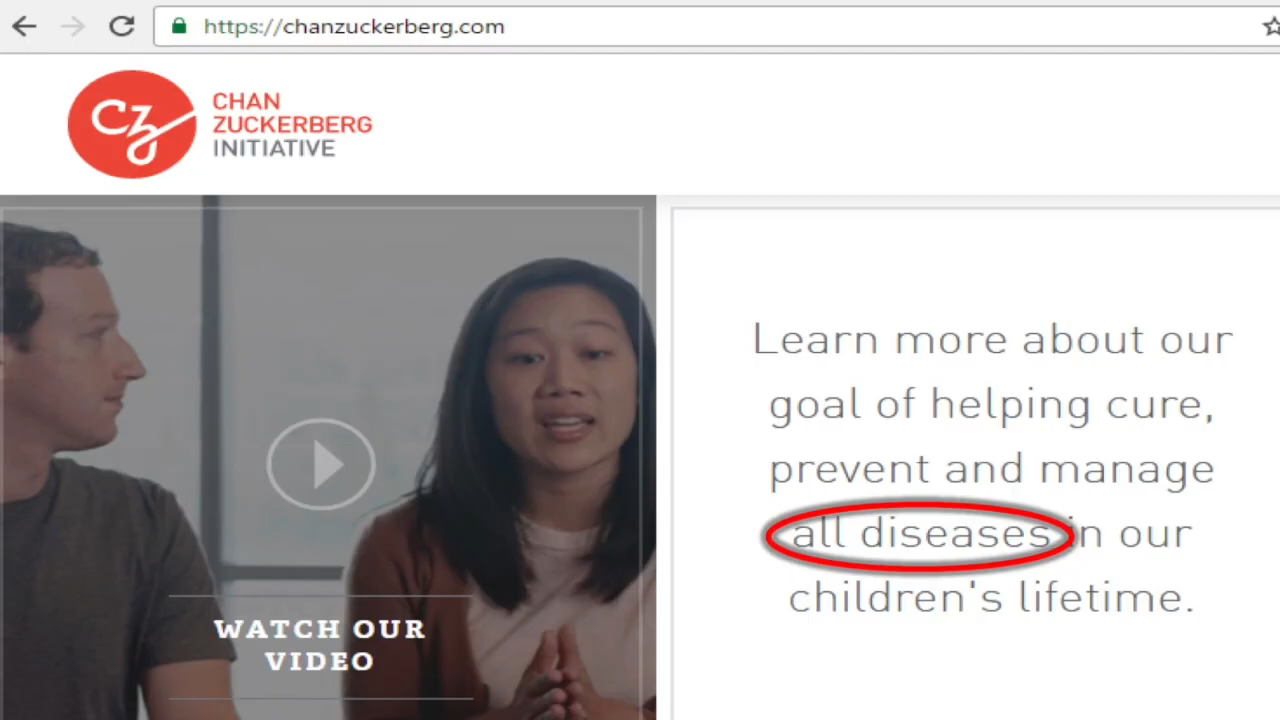 https://chanzuckerberg.com
CZ
CHAN
ZUCKERBERG
INITIATIVE
Learn more about our
goal of helping cure,
prevent and manage
all diseases in our
children's lifetime.
WATCH OUR
VIDEO